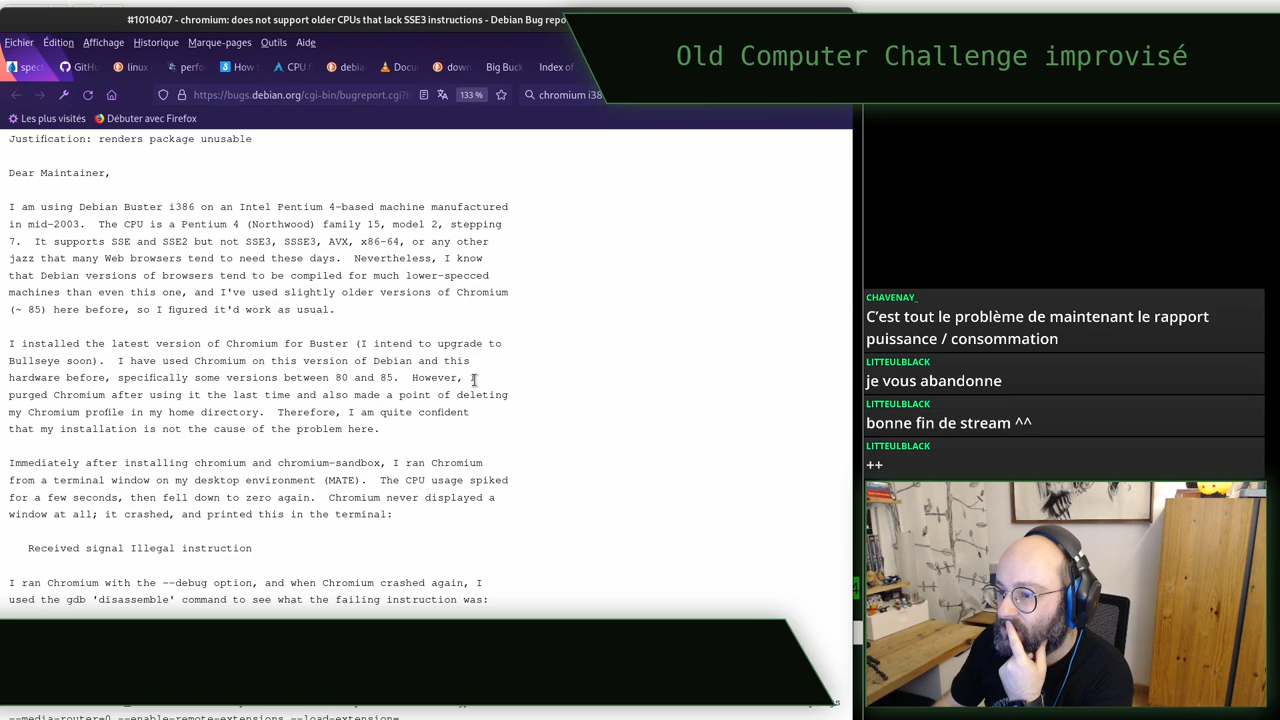 #1010407 - chromium: does not support older CPUs that lack SSE3 instructions - Debian Bug repo
Old Computer Challenge improvisé
Fichier Édition Affichage Historique Marque-pages Outils Aide
spect GitHu linux perfo How CPU debia Docu down Big Buck Index of
https://bugs.debian.org/cgi-bin/bugreport.cgi?b 133 % chromium i38
Les plus visités Débuter avec Firefox
Justification: renders package unusable
Dear Maintainer,
I am using Debian Buster i386 on an Intel Pentium 4-based machine manufactured
in mid-2003. The CPU is a Pentium 4 (Northwood) family 15, model 2, stepping
7. It supports SSE and SSE2 but not SSE3, SSSE3, AVX, x86-64, or any other
jazz that many Web browsers tend to need these days. Nevertheless, I know
that Debian versions of browsers tend to be compiled for much lower-specced
machines than even this one, and I've used slightly older versions of Chromium
(~ 85) here before, so I figured it'd work as usual.
I installed the latest version of Chromium for Buster (I intend to upgrade to
Bullseye soon). I have used Chromium on this version of Debian and this
hardware before, specifically some versions between 80 and 85. However, I
purged Chromium after using it the last time and also made a point of deleting
my Chromium profile in my home directory. Therefore, I am quite confident
that my installation is not the cause of the problem here.
Immediately after installing chromium and chromium-sandbox, I ran Chromium
from a terminal window on my desktop environment (MATE). The CPU usage spiked
for a few seconds, then fell down to zero again. Chromium never displayed a
window at all; it crashed, and printed this in the terminal:
Received signal Illegal instruction
I ran Chromium with the --debug option, and when Chromium crashed again, I
used the gdb 'disassemble' command to see what the failing instruction was:
--media-router=0 --enable-remote-extensions --load-extension=
CHAVENAY_
C'est tout le problème de maintenant le rapport
puissance / consommation
LITTEULBLACK
je vous abandonne
LITTEULBLACK
bonne fin de stream ^^
LITTEULBLACK
++